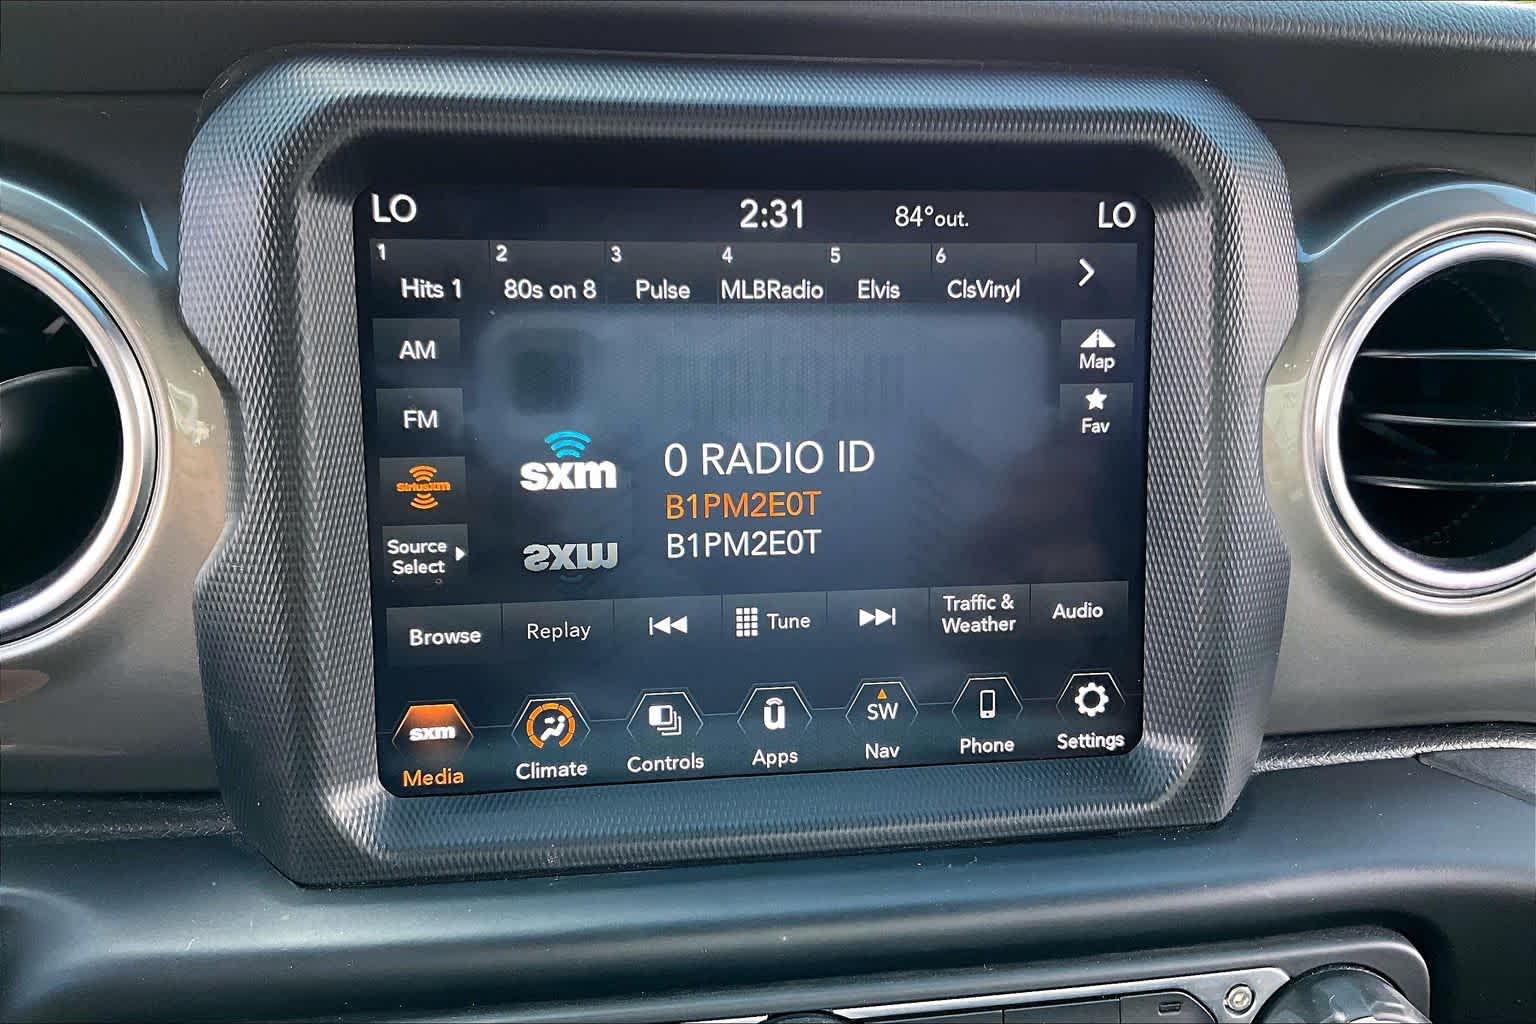 LO 2:31 84° out. LO
1 2 3 4 5 6
Hits 1 80s on 8 Pulse MLBRadio Elvis ClsVinyl
AM
Map
FM
Fav
SiriusXM
sxm
0 RADIO ID
B1PM2E0T
B1PM2E0T
Source
Select
sxm
Browse Replay Tune Traffic &
Weather Audio
sxm
Media
Climate
Controls
Apps
SW
Nav
Phone
Settings